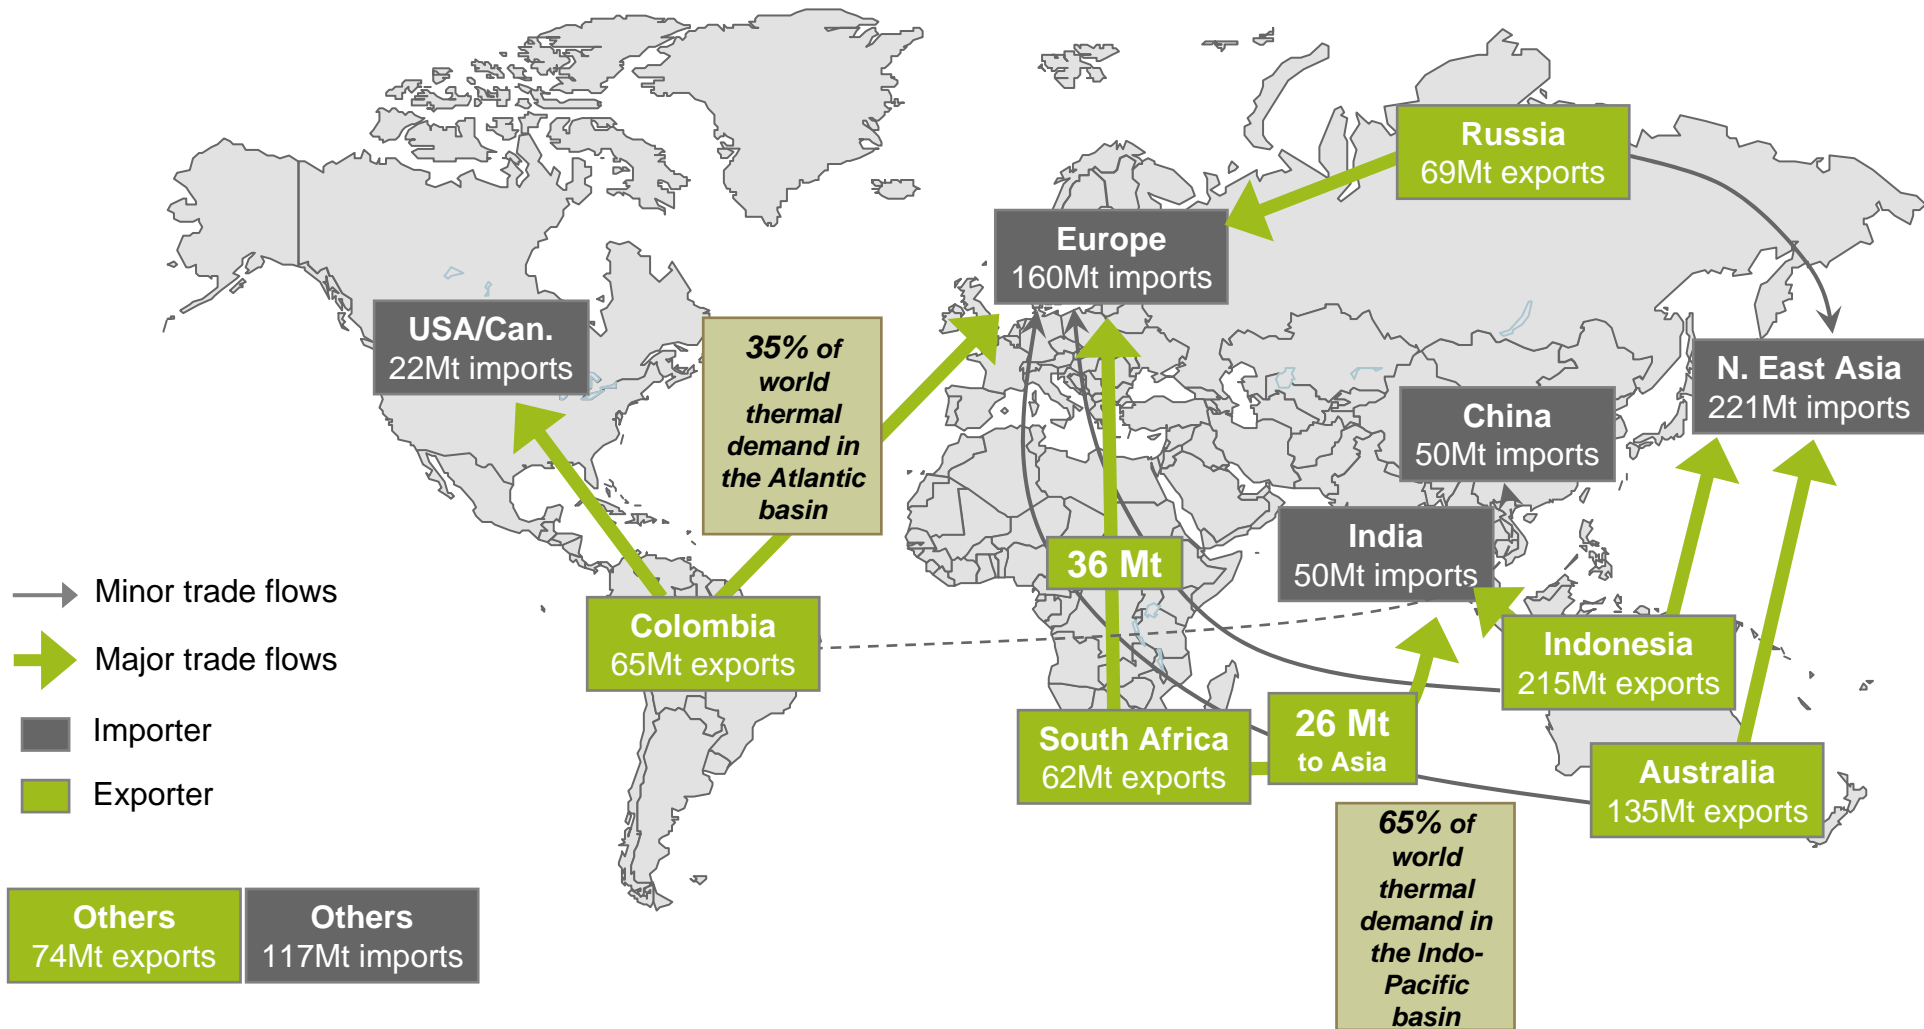 Russia
69Mt exports
Europe
160Mt imports
USA/Can.
22Mt imports
35% of
world
thermal
demand in
the Atlantic
basin
N. East Asia
221Mt imports
China
50Mt imports
India
50Mt imports
36 Mt
Minor trade flows
Major trade flows
Importer
Exporter
Colombia
65Mt exports
Indonesia
215Mt exports
South Africa
62Mt exports
26 Mt
to Asia
Australia
135Mt exports
65% of
world
thermal
demand in
the Indo-
Pacific
basin
Others
74Mt exports
Others
117Mt imports